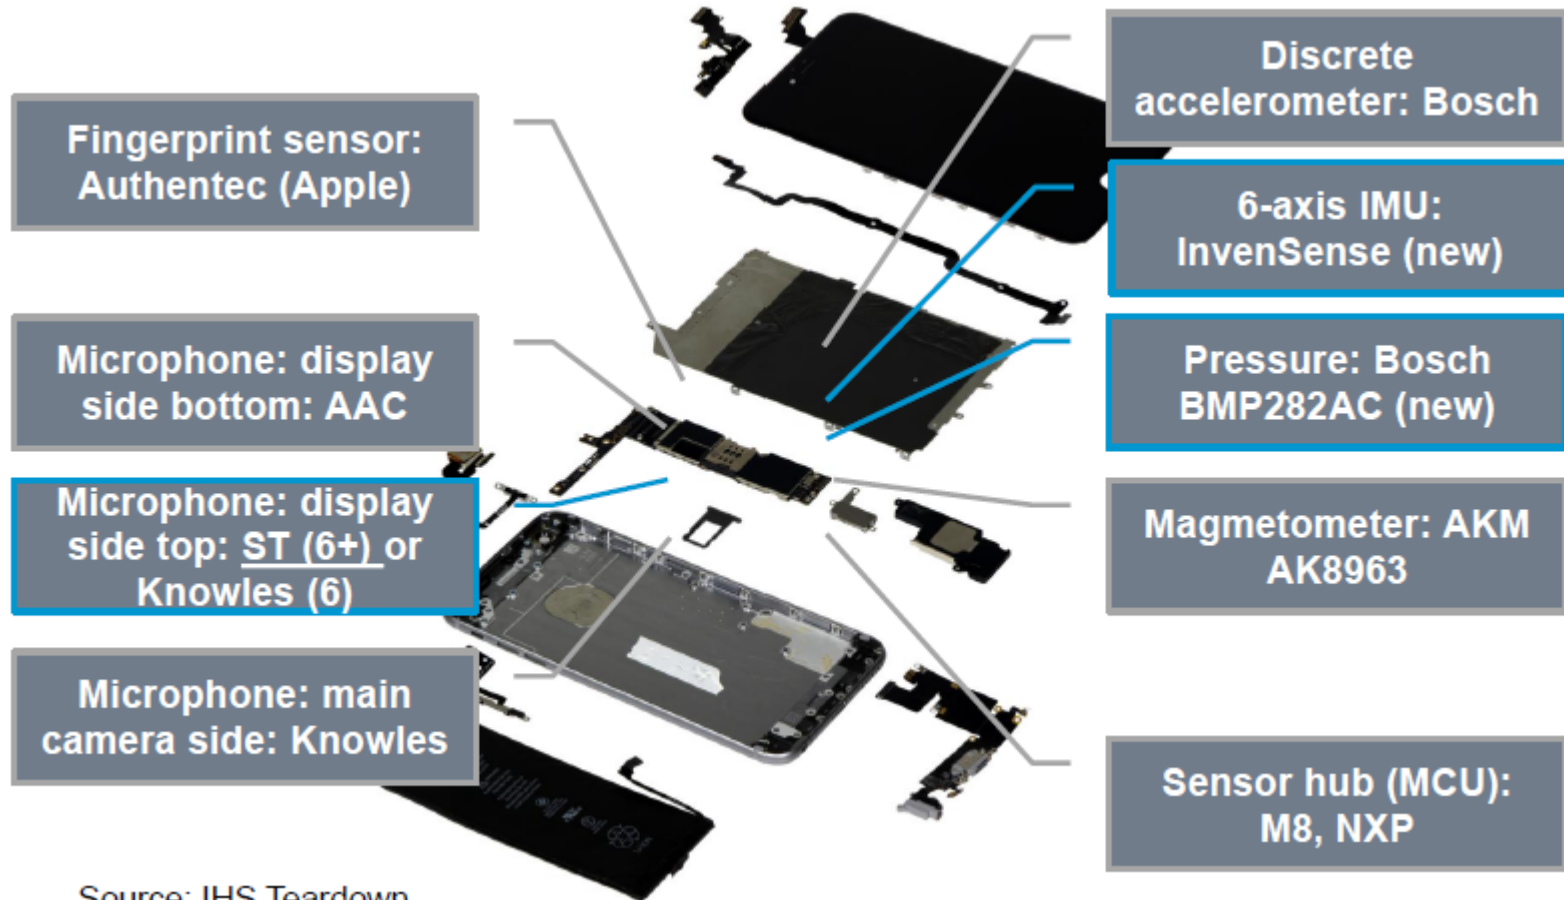 Fingerprint sensor:
Authentec (Apple)
Microphone: display
side bottom: AAC
Microphone: display
side top: ST (6+) or
Knowles (6)
Microphone: main
camera side: Knowles
Discrete
accelerometer: Bosch
6-axis IMU:
InvenSense (new)
Pressure: Bosch
BMP282AC (new)
Magmetometer: AKM
AK8963
Sensor hub (MCU):
M8, NXP
Source: IHS Teardown